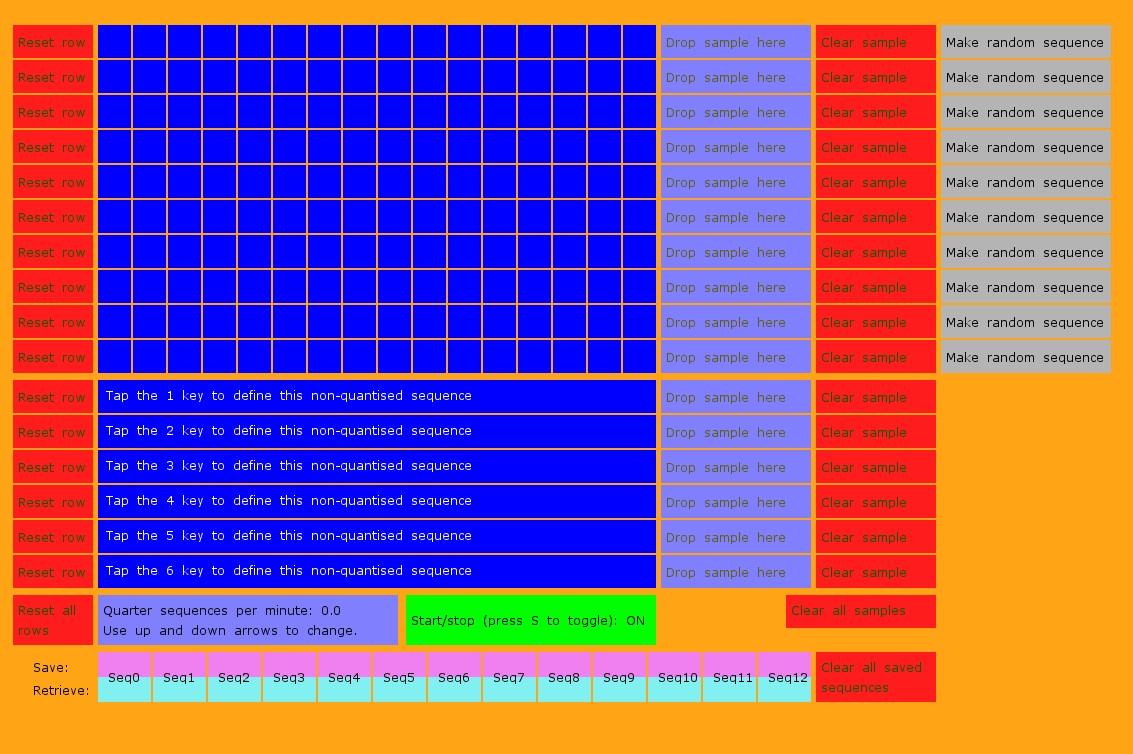 Reset row Drop sample here Clear sample Make random sequence
Reset row Drop sample here Clear sample Make random sequence
Reset row Drop sample here Clear sample Make random sequence
Reset row Drop sample here Clear sample Make random sequence
Reset row Drop sample here Clear sample Make random sequence
Reset row Drop sample here Clear sample Make random sequence
Reset row Drop sample here Clear sample Make random sequence
Reset row Drop sample here Clear sample Make random sequence
Reset row Drop sample here Clear sample Make random sequence
Reset row Drop sample here Clear sample Make random sequence
Reset row Tap the 1 key to define this non-quantised sequence Drop sample here Clear sample
Reset row Tap the 2 key to define this non-quantised sequence Drop sample here Clear sample
Reset row Tap the 3 key to define this non-quantised sequence Drop sample here Clear sample
Reset row Tap the 4 key to define this non-quantised sequence Drop sample here Clear sample
Reset row Tap the 5 key to define this non-quantised sequence Drop sample here Clear sample
Reset row Tap the 6 key to define this non-quantised sequence Drop sample here Clear sample
Reset all
rows
Quarter sequences per minute: 0.0
Use up and down arrows to change.
Start/stop (press S to toggle): ON
Clear all samples
Save:
Retrieve:
Seq0 Seq1 Seq2 Seq3 Seq4 Seq5 Seq6 Seq7 Seq8 Seq9 Seq10 Seq11 Seq12
Clear all saved
sequences